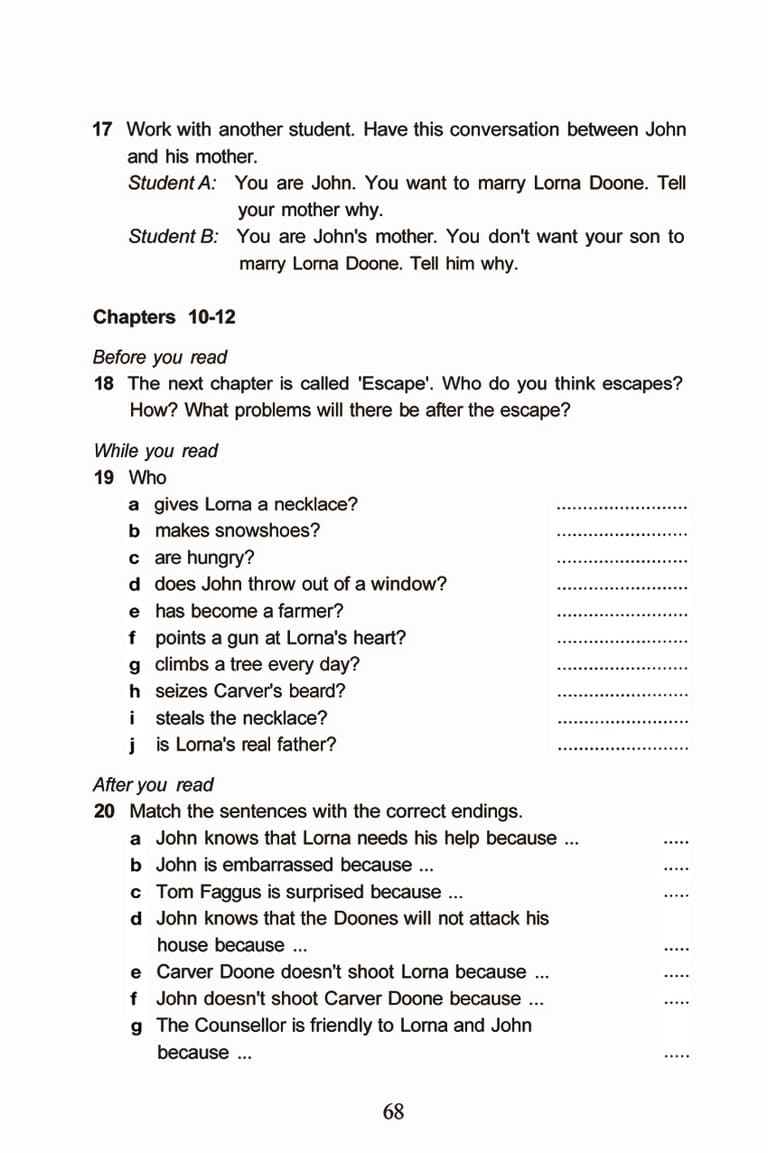 17 Work with another student. Have this conversation between John
and his mother.
Student A: You are John. You want to marry Lorna Doone. Tell
your mother why.
Student B: You are John's mother. You don't want your son to
marry Lorna Doone. Tell him why.
Chapters 10-12
Before you read
18 The next chapter is called 'Escape'. Who do you think escapes?
How? What problems will there be after the escape?
While you read
19 Who
a gives Lorna a necklace? .........................
b makes snowshoes? .........................
c are hungry? .........................
d does John throw out of a window? .........................
e has become a farmer? .........................
f points a gun at Lorna's heart? .........................
g climbs a tree every day? .........................
h seizes Carver's beard? .........................
i steals the necklace? .........................
j is Lorna's real father? .........................
After you read
20 Match the sentences with the correct endings.
a John knows that Lorna needs his help because ... .....
b John is embarrassed because ... .....
c Tom Faggus is surprised because ... .....
d John knows that the Doones will not attack his
house because ... .....
e Carver Doone doesn't shoot Lorna because ... .....
f John doesn't shoot Carver Doone because ... .....
g The Counsellor is friendly to Lorna and John
because ... .....
68